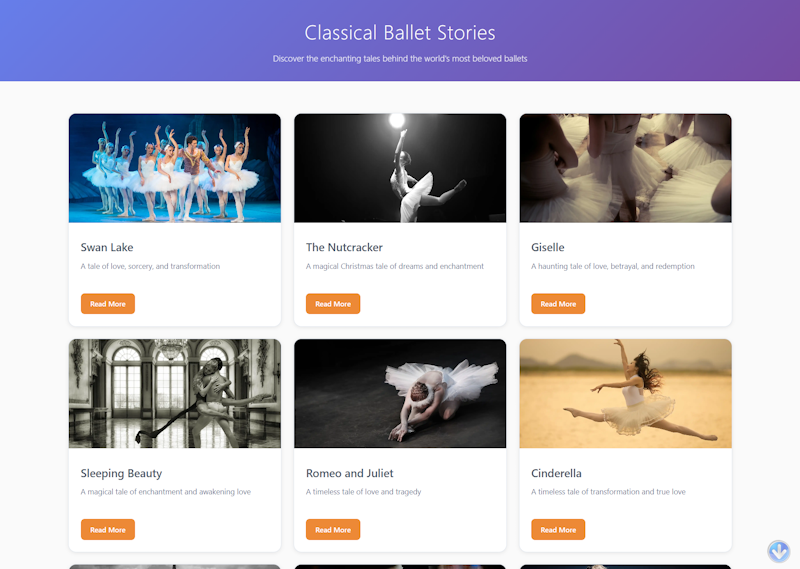 Classical Ballet Stories
Discover the enchanting tales behind the world's most beloved ballets
Swan Lake
A tale of love, sorcery, and transformation
Read More
The Nutcracker
A magical Christmas tale of dreams and enchantment
Read More
Giselle
A haunting tale of love, betrayal, and redemption
Read More
Sleeping Beauty
A magical tale of enchantment and awakening love
Read More
Romeo and Juliet
A timeless tale of love and tragedy
Read More
Cinderella
A timeless tale of transformation and true love
Read More